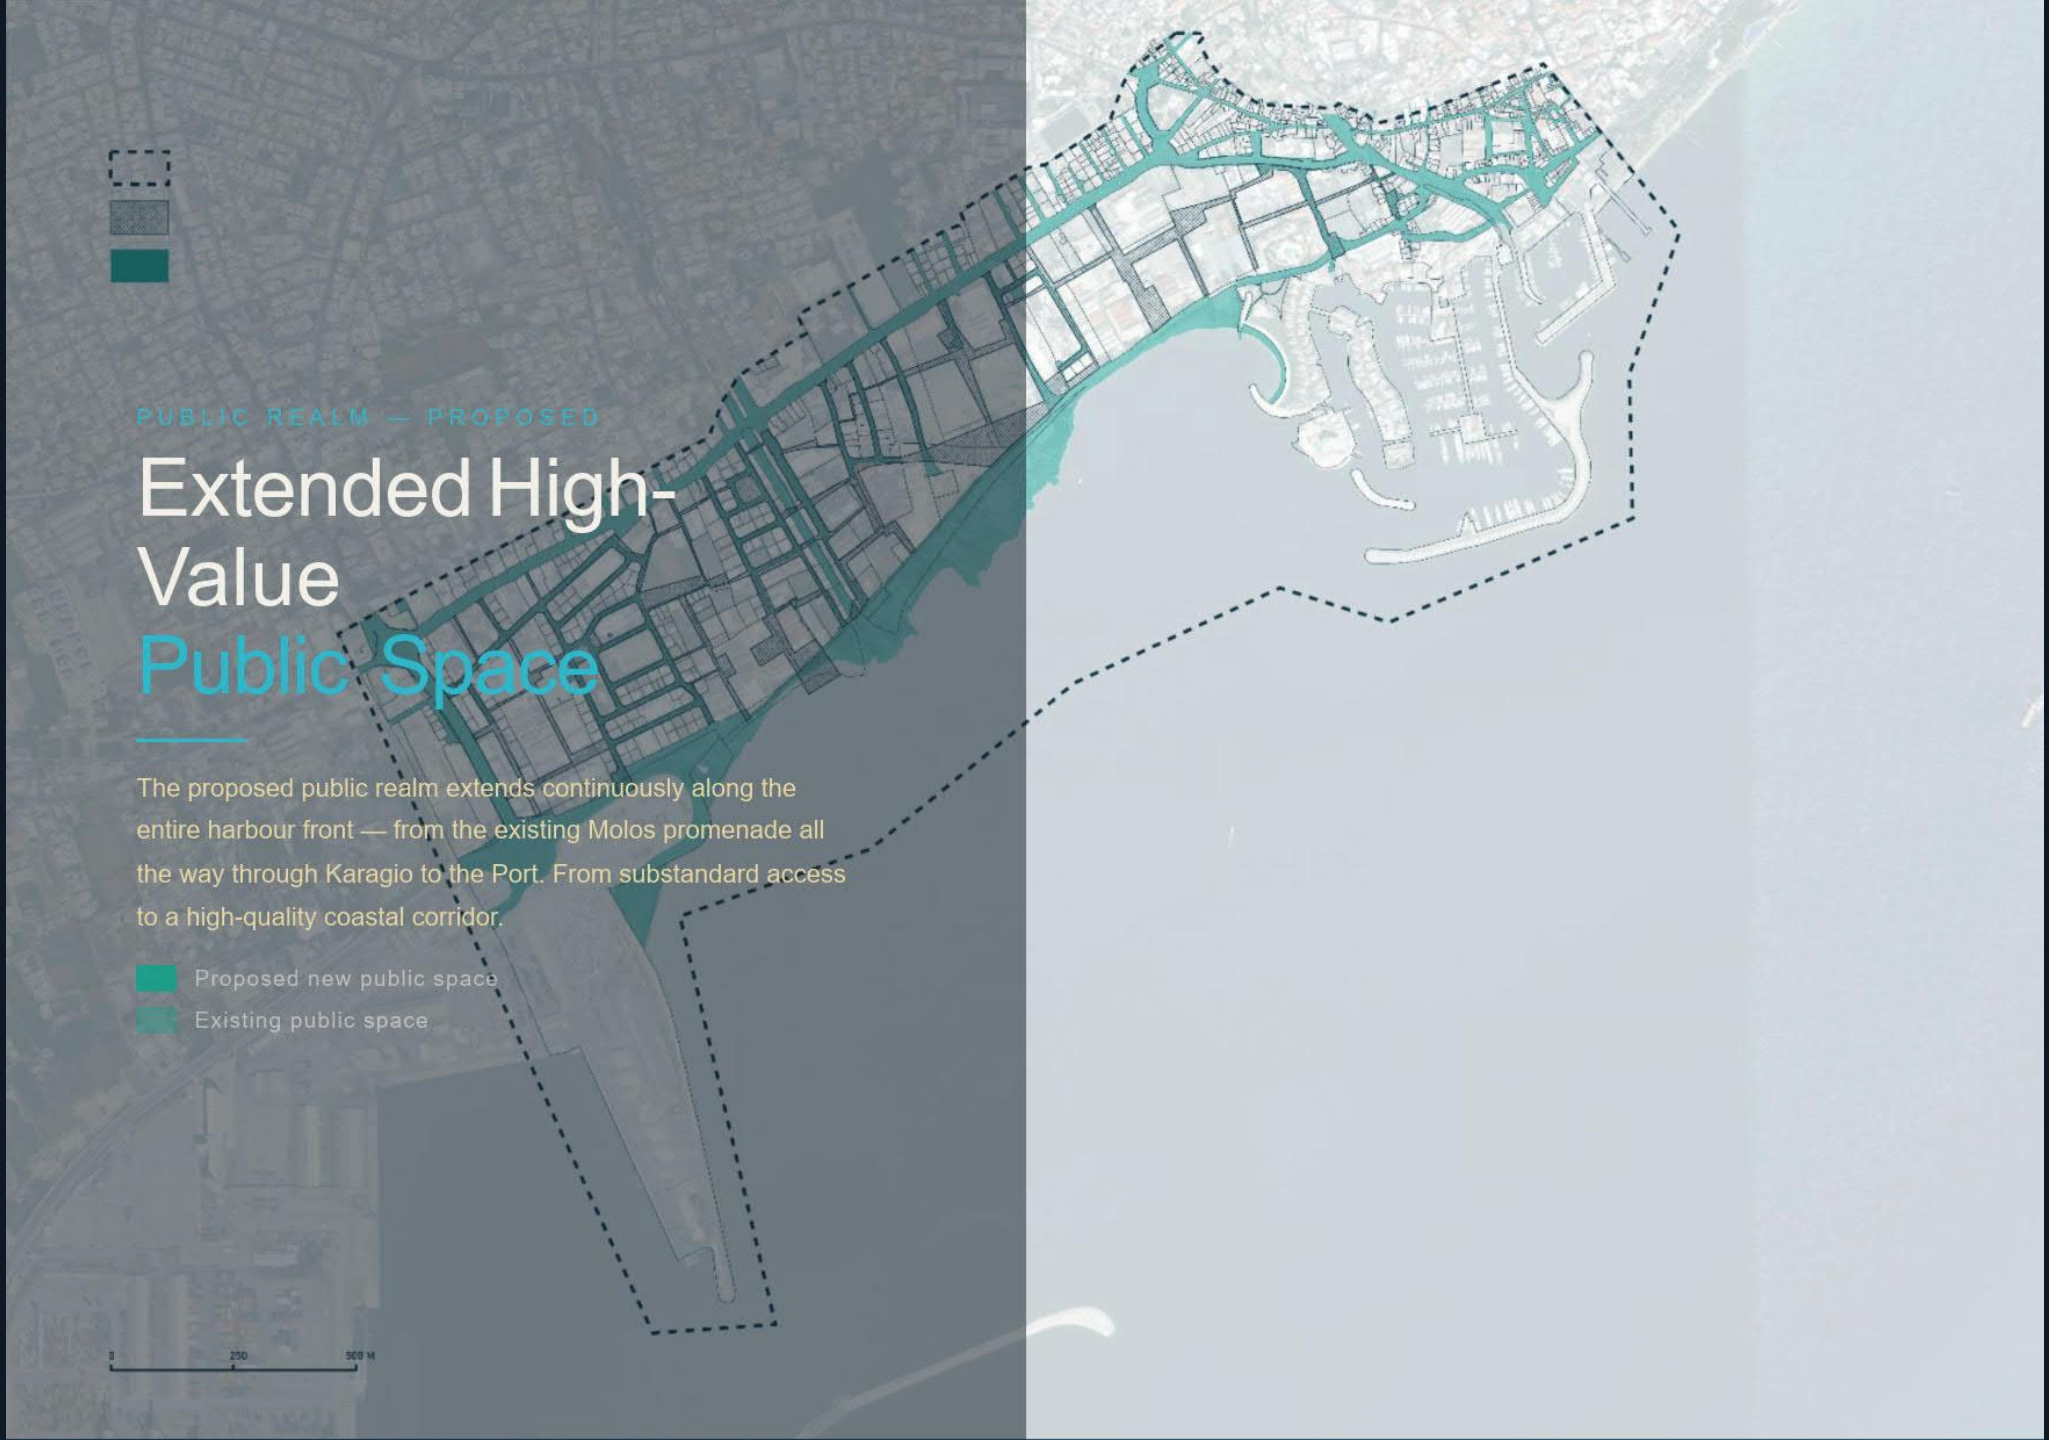 PUBLIC REALM — PROPOSED
Extended High-
Value
Public Space
The proposed public realm extends continuously along the
entire harbour front — from the existing Molos promenade all
the way through Karagio to the Port. From substandard access
to a high-quality coastal corridor.
Proposed new public space
Existing public space
0 250 500 M